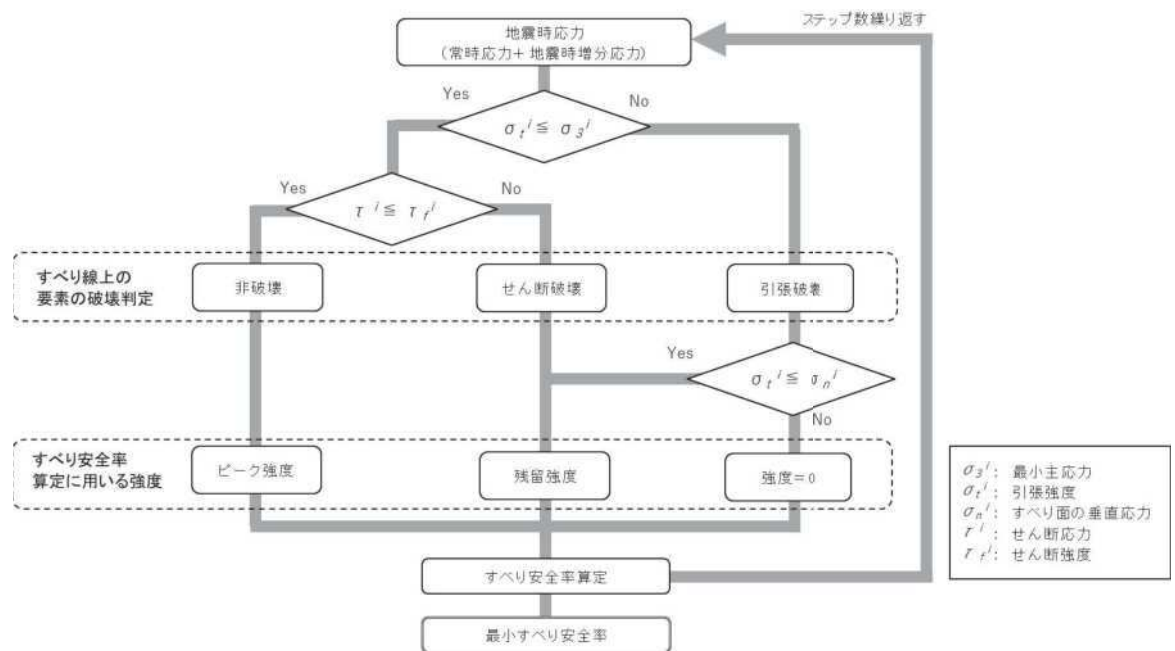 ステップ数繰り返す
地震時応力
(常時応力+地震時増分応力)
Yes
No
σt^i ≦ σ3^i
Yes
No
τ^i ≦ τf^i
すべり線上の
要素の破壊判定
非破壊
せん断破壊
引張破壊
Yes
σt^i ≦ σn^i
No
すべり安全率
算定に用いる強度
ピーク強度
残留強度
強度=0
σ3^i: 最小主応力
σt^i: 引張強度
σn^i: すべり面の垂直応力
τ^i: せん断応力
τf^i: せん断強度
すべり安全率算定
最小すべり安全率